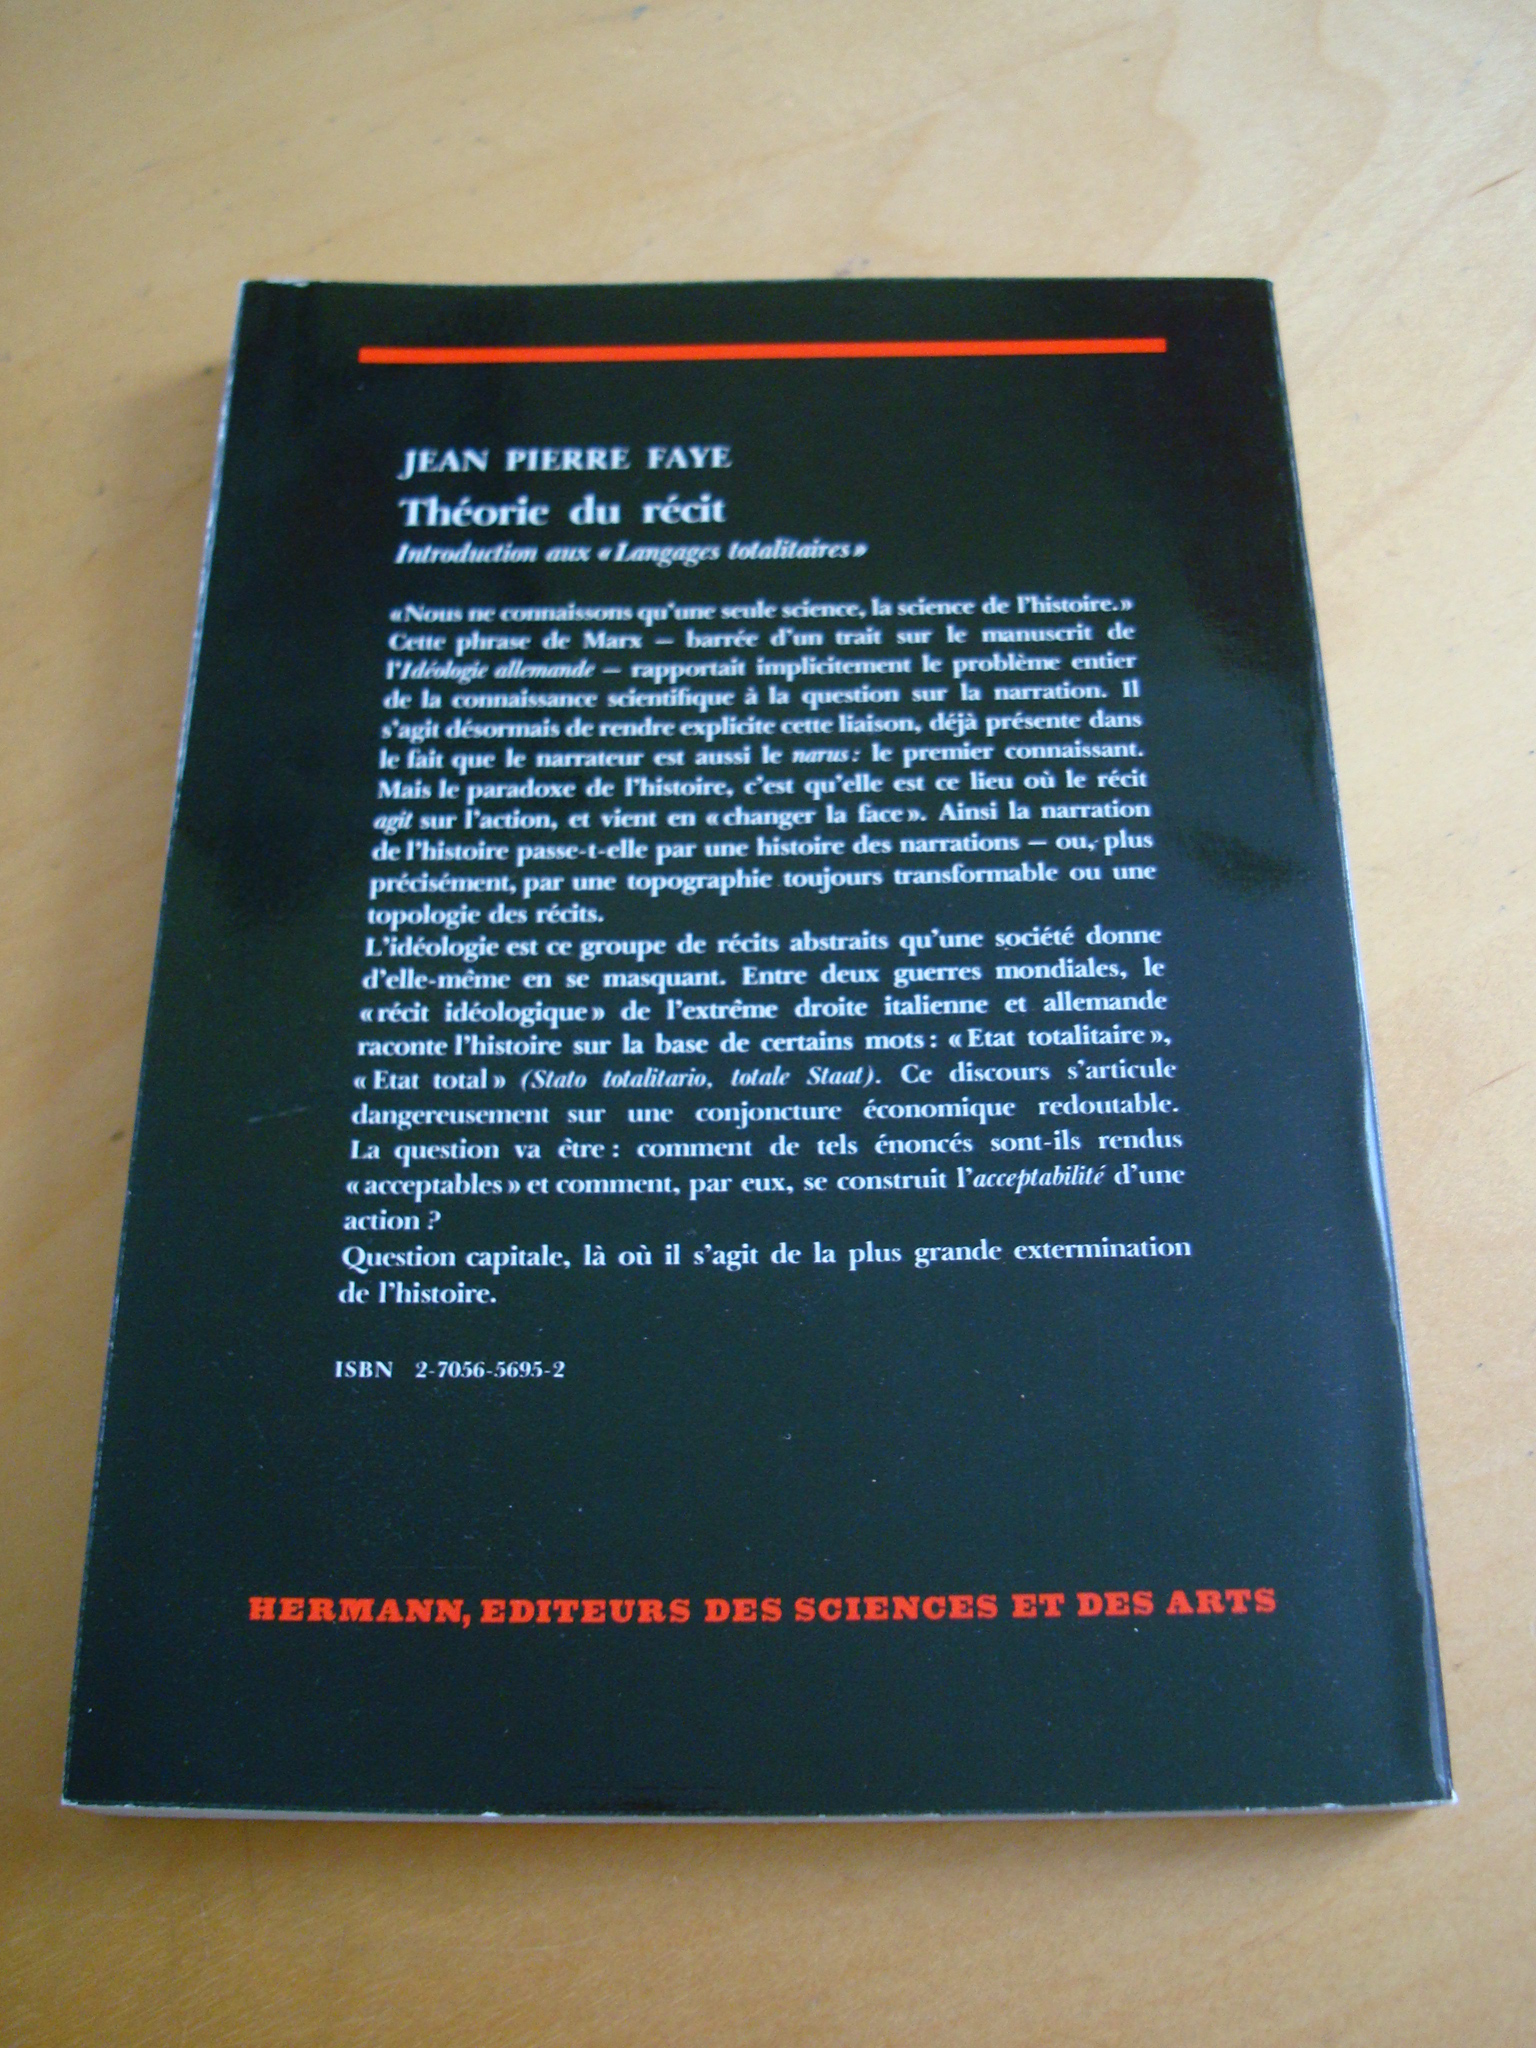 JEAN PIERRE FAYE
Théorie du récit
Introduction aux « Langages totalitaires »
« Nous ne connaissons qu'une seule science, la science de l'histoire. »
Cette phrase de Marx — barrée d'un trait sur le manuscrit de
l'Idéologie allemande — rapportait implicitement le problème entier
de la connaissance scientifique à la question sur la narration. Il
s'agit désormais de rendre explicite cette liaison, déjà présente dans
le fait que le narrateur est aussi le narus : le premier connaissant.
Mais le paradoxe de l'histoire, c'est qu'elle est ce lieu où le récit
agit sur l'action, et vient en « changer la face ». Ainsi la narration
de l'histoire passe-t-elle par une histoire des narrations — ou, plus
précisément, par une topographie toujours transformable ou une
topologie des récits.
L'idéologie est ce groupe de récits abstraits qu'une société donne
d'elle-même en se masquant. Entre deux guerres mondiales, le
« récit idéologique » de l'extrême droite italienne et allemande
raconte l'histoire sur la base de certains mots : « Etat totalitaire »,
« Etat total » (Stato totalitario, totale Staat). Ce discours s'articule
dangereusement sur une conjoncture économique redoutable.
La question va être : comment de tels énoncés sont-ils rendus
« acceptables » et comment, par eux, se construit l'acceptabilité d'une
action ?
Question capitale, là où il s'agit de la plus grande extermination
de l'histoire.
ISBN 2-7056-5695-2
HERMANN, EDITEURS DES SCIENCES ET DES ARTS